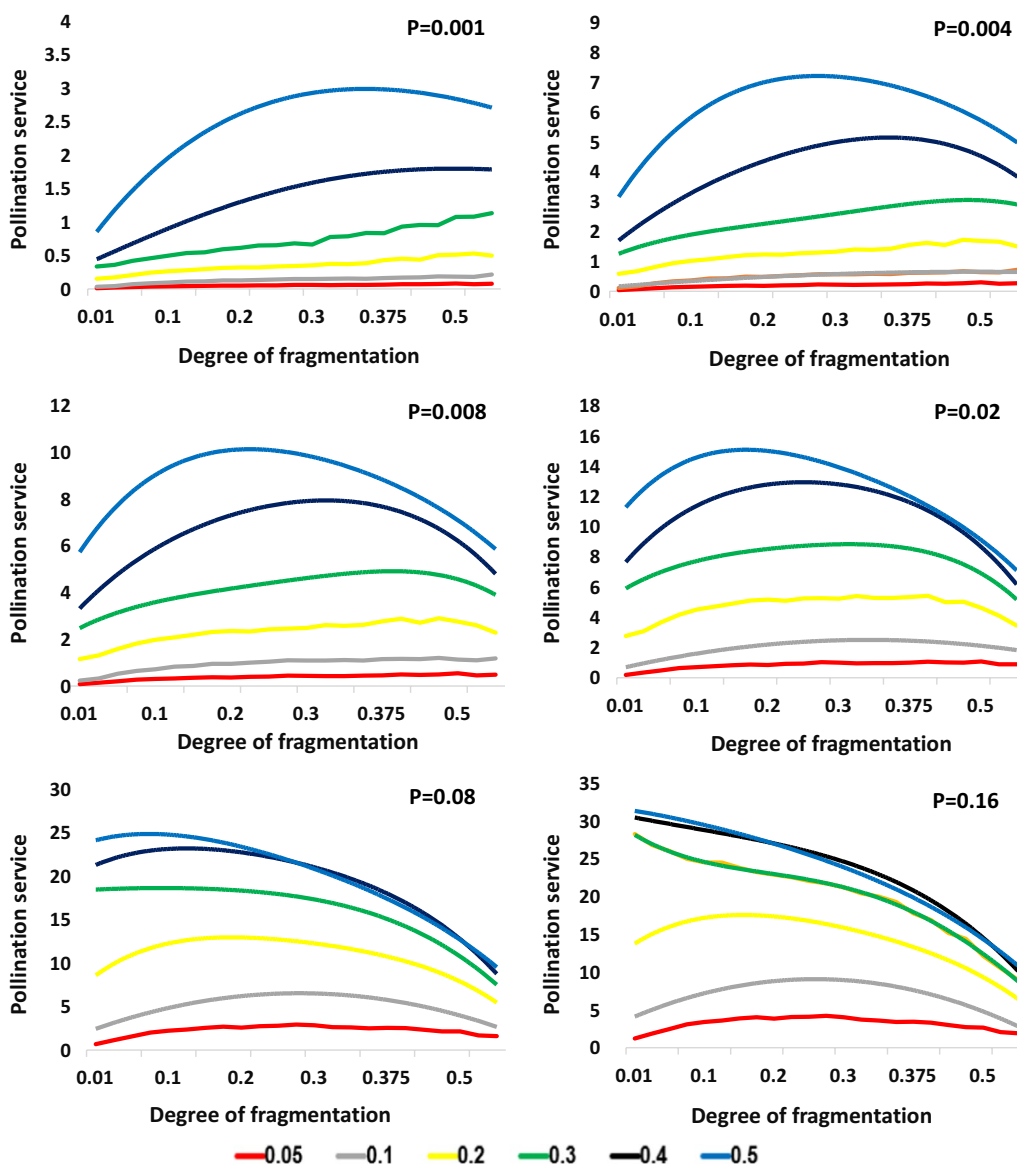 P=0.001
4
3.5
3
2.5
2
1.5
1
0.5
0
Pollination service
0.01 0.1 0.2 0.3 0.375 0.5
Degree of fragmentation
P=0.004
9
8
7
6
5
4
3
2
1
0
Pollination service
0.01 0.1 0.2 0.3 0.375 0.5
Degree of fragmentation
P=0.008
12
10
8
6
4
2
0
Pollination service
0.01 0.1 0.2 0.3 0.375 0.5
Degree of fragmentation
P=0.02
18
16
14
12
10
8
6
4
2
0
Pollination service
0.01 0.1 0.2 0.3 0.375 0.5
Degree of fragmentation
P=0.08
30
25
20
15
10
5
0
Pollination service
0.01 0.1 0.2 0.3 0.375 0.5
Degree of fragmentation
P=0.16
35
30
25
20
15
10
5
0
Pollination service
0.01 0.1 0.2 0.3 0.375 0.5
Degree of fragmentation
0.05 0.1 0.2 0.3 0.4 0.5